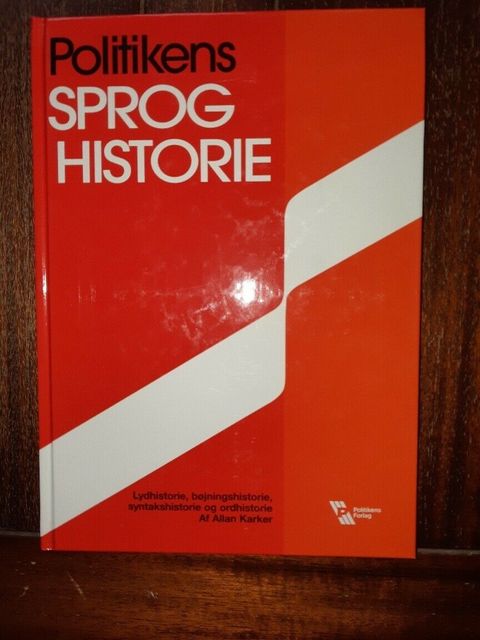 Politikens
SPROG
HISTORIE
Lydhistorie, bøjningshistorie,
syntakshistorie og ordhistorie
Af Allan Karker
Politikens
Forlag